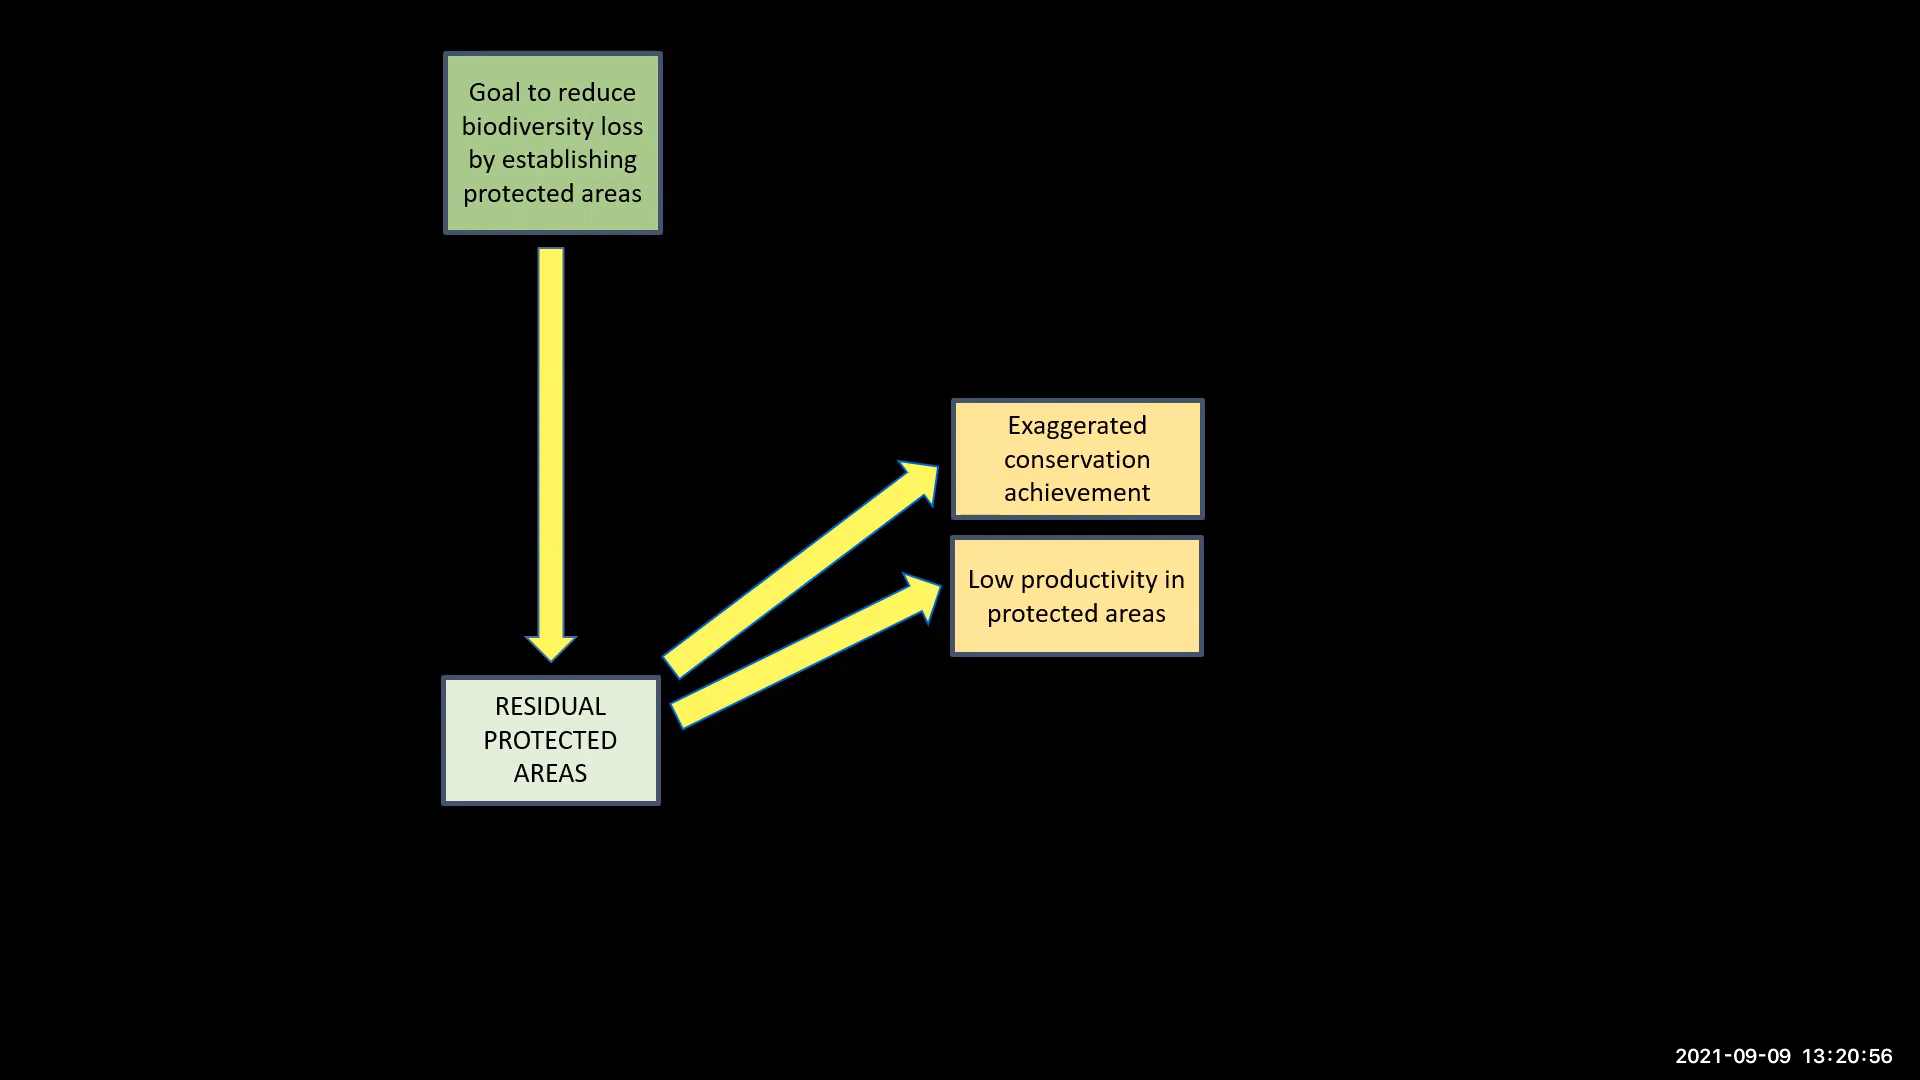 Goal to reduce
biodiversity loss
by establishing
protected areas
Exaggerated
conservation
achievement
Low productivity in
protected areas
RESIDUAL
PROTECTED
AREAS
2021-09-09 13:20:56